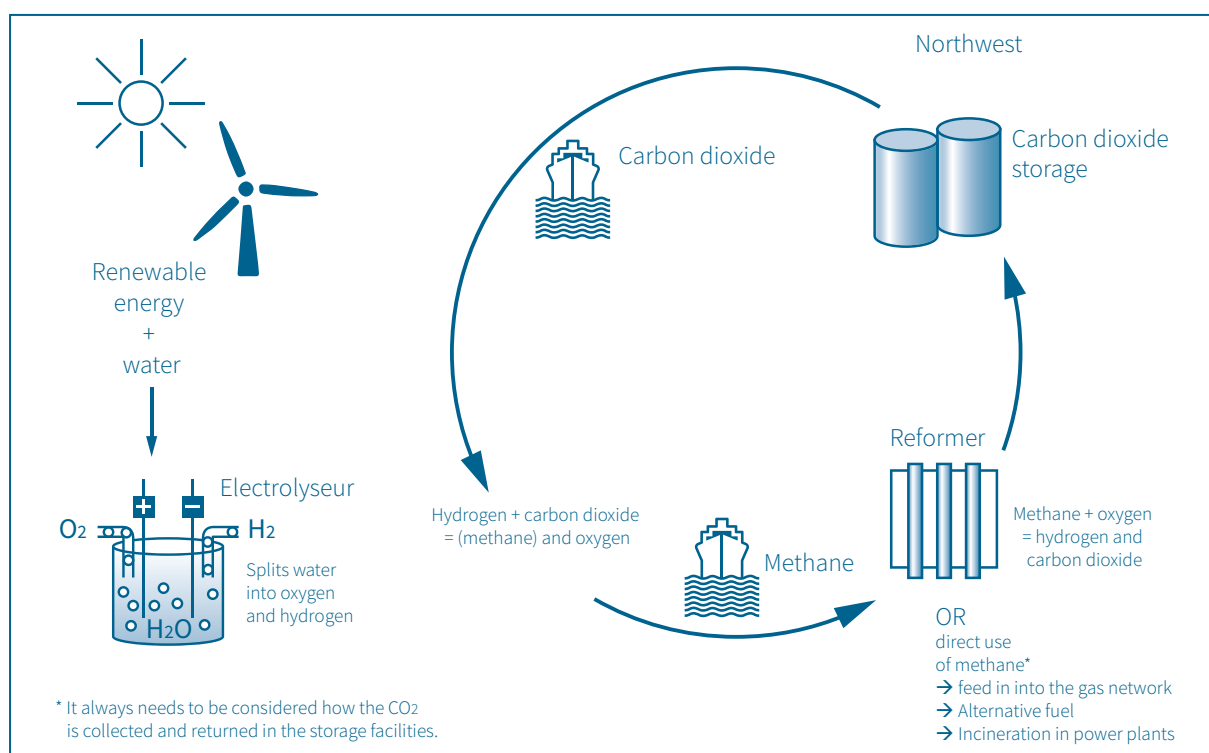 Northwest
Carbon dioxide
storage
Carbon dioxide
Renewable
energy
+
water
Electrolyseur
+
−
O2
H2
H2O
Splits water
into oxygen
and hydrogen
Hydrogen + carbon dioxide
= (methane) and oxygen
Methane
Reformer
Methane + oxygen
= hydrogen and
carbon dioxide
OR
direct use
of methane*
→ feed in into the gas network
→ Alternative fuel
→ Incineration in power plants
* It always needs to be considered how the CO2
is collected and returned in the storage facilities.